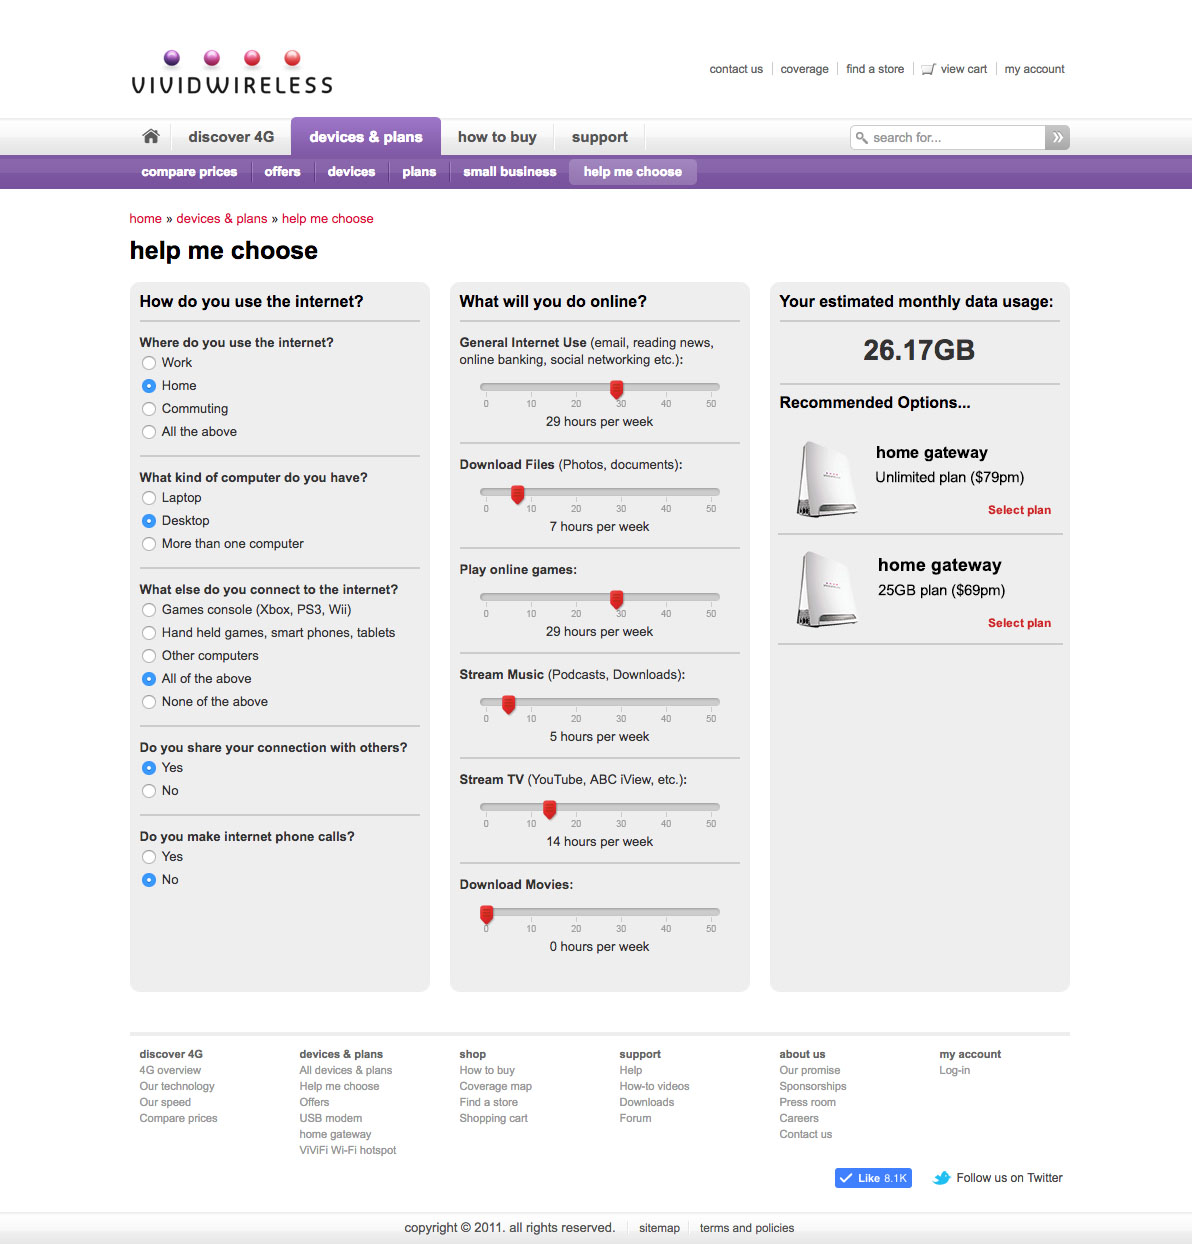 VIVIDWIRELESS
contact us
coverage
find a store
view cart
my account
discover 4G
devices & plans
how to buy
support
search for...
compare prices
offers
devices
plans
small business
help me choose
home » devices & plans » help me choose
help me choose
How do you use the internet?
Where do you use the internet?
Work
Home
Commuting
All the above
What kind of computer do you have?
Laptop
Desktop
More than one computer
What else do you connect to the internet?
Games console (Xbox, PS3, Wii)
Hand held games, smart phones, tablets
Other computers
All of the above
None of the above
Do you share your connection with others?
Yes
No
Do you make internet phone calls?
Yes
No
What will you do online?
General Internet Use (email, reading news,
online banking, social networking etc.):
0 10 20 30 40 50
29 hours per week
Download Files (Photos, documents):
0 10 20 30 40 50
7 hours per week
Play online games:
0 10 20 30 40 50
29 hours per week
Stream Music (Podcasts, Downloads):
0 10 20 30 40 50
5 hours per week
Stream TV (YouTube, ABC iView, etc.):
0 10 20 30 40 50
14 hours per week
Download Movies:
0 10 20 30 40 50
0 hours per week
Your estimated monthly data usage:
26.17GB
Recommended Options...
home gateway
Unlimited plan ($79pm)
Select plan
home gateway
25GB plan ($69pm)
Select plan
discover 4G
4G overview
Our technology
Our speed
Compare prices
devices & plans
All devices & plans
Help me choose
Offers
USB modem
home gateway
ViViFi Wi-Fi hotspot
shop
How to buy
Coverage map
Find a store
Shopping cart
support
Help
How-to videos
Downloads
Forum
about us
Our promise
Sponsorships
Press room
Careers
Contact us
my account
Log-in
Like 8.1K
Follow us on Twitter
copyright © 2011. all rights reserved.
sitemap
terms and policies